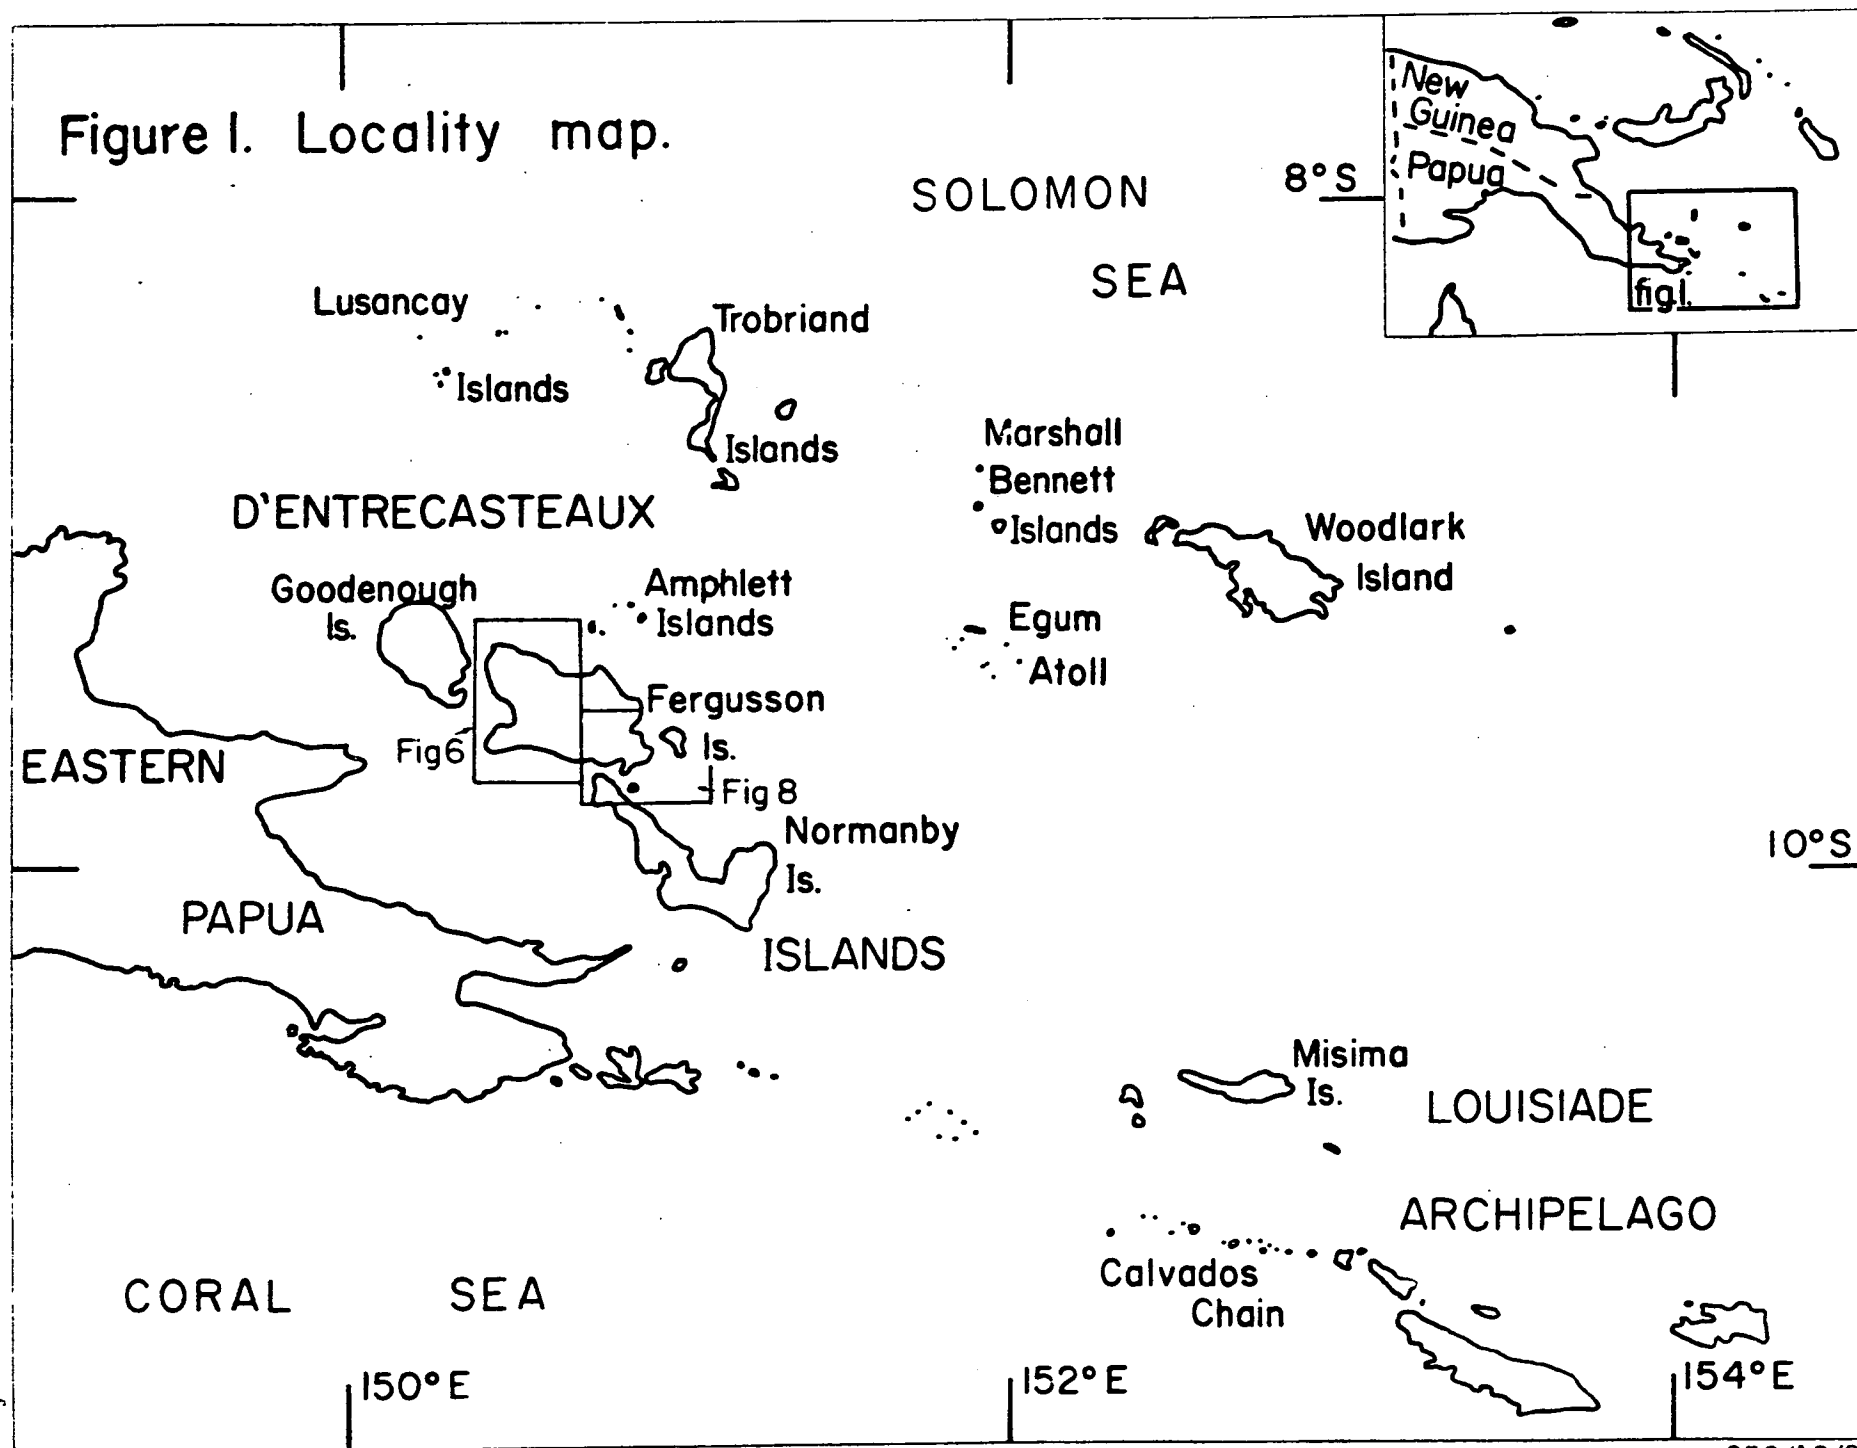 Figure 1. Locality map.
New
Guinea
Papua
fig.1.
SOLOMON
SEA
8°S
Lusancay
Islands
Trobriand
Islands
Marshall
Bennett
Islands
D'ENTRECASTEAUX
Woodlark
Island
Goodenough
Is.
Amphlett
Islands
Egum
Atoll
Fergusson
Is.
Fig 6
EASTERN
Fig 8
Normanby
Is.
10°S
PAPUA
ISLANDS
Misima
Is.
LOUISIADE
ARCHIPELAGO
Calvados
Chain
CORAL SEA
150°E
152°E
154°E